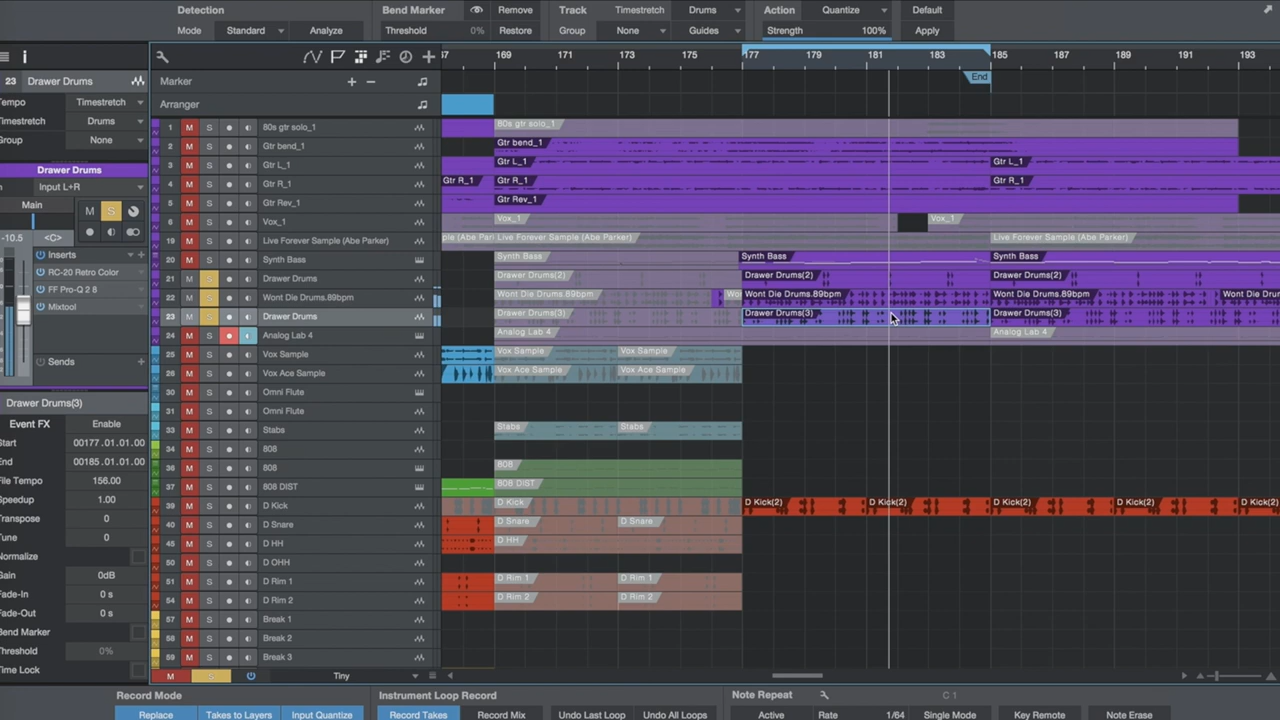 Detection Bend Marker Remove Track Timestretch Drums Action Quantize Default
Mode Standard Analyze Threshold 0% Restore Group None Guides Strength 100% Apply
169 171 173 175 177 179 181 183 185 187 189 191 193
End
23 Drawer Drums
Tempo Timestretch
Timestretch Drums
Group None
Drawer Drums
Input L+R
Main
M S
-10.5 <C>
Inserts
RC-20 Retro Color
FF Pro-Q 2 8
Mixtool
Sends
Drawer Drums(3)
Event FX Enable
Start 00177.01.01.00
End 00185.01.01.00
File Tempo 156.00
Speedup 1.00
Transpose 0
Tune 0
Normalize
Gain 0dB
Fade-In 0 s
Fade-Out 0 s
Bend Marker
Threshold 0%
Time Lock
Marker
Arranger
1 M S 80s gtr solo_1 80s gtr solo_1
2 M S Gtr bend_1 Gtr bend_1
3 M S Gtr L_1 Gtr L_1 Gtr L_1
4 M S Gtr R_1 Gtr R_1 Gtr R_1 Gtr R_1
5 M S Gtr Rev_1 Gtr Rev_1
6 M S Vox_1 Vox_1 Vox_1
19 M S Live Forever Sample (Abe Parker) Live Forever Sample (Abe Parker) Live Forever Sample (Abe Parker)
20 M S Synth Bass Synth Bass Synth Bass Synth Bass
21 M S Drawer Drums Drawer Drums(2) Drawer Drums(2) Drawer Drums(2)
22 M S Wont Die Drums.89bpm Wont Die Drums.89bpm Wont Die Drums.89bpm Wont Die Drums.89bpm Wont Die Drums
23 M S Drawer Drums Drawer Drums(3) Drawer Drums(3) Drawer Drums(3)
24 M S Analog Lab 4 Analog Lab 4 Analog Lab 4
25 M S Vox Sample Vox Sample Vox Sample
26 M S Vox Ace Sample Vox Ace Sample Vox Ace Sample
30 M S Omni Flute
31 M S Omni Flute
33 M S Stabs Stabs Stabs
34 M S 808
36 M S 808 808
37 M S 808 DIST 808 DIST
39 M S D Kick D Kick D Kick(2) D Kick(2) D Kick(2) D Kick(2) D Kick(2)
40 M S D Snare D Snare D Snare
45 M S D HH D HH
50 M S D OHH
51 M S D Rim 1 D Rim 1 D Rim 1
54 M S D Rim 2 D Rim 2 D Rim 2
57 M S Break 1
58 M S Break 2
59 M S Break 3
M S Tiny
Record Mode Instrument Loop Record Note Repeat C 1
Replace Takes to Layers Input Quantize Record Takes Record Mix Undo Last Loop Undo All Loops Active Rate 1/64 Single Mode Key Remote Note Erase